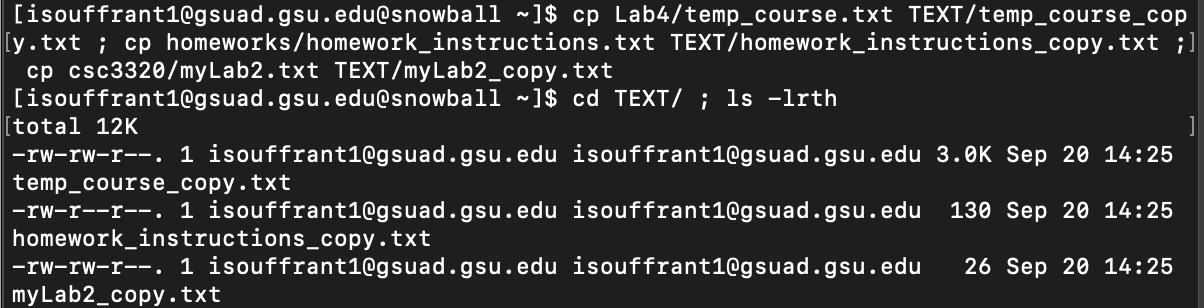 [isouffrant1@gsuad.gsu.edu@snowball ~]$ cp Lab4/temp_course.txt TEXT/temp_course_cop
[y.txt ; cp homeworks/homework_instructions.txt TEXT/homework_instructions_copy.txt ;]
 cp csc3320/myLab2.txt TEXT/myLab2_copy.txt
[isouffrant1@gsuad.gsu.edu@snowball ~]$ cd TEXT/ ; ls -lrth
[total 12K ]
-rw-rw-r--. 1 isouffrant1@gsuad.gsu.edu isouffrant1@gsuad.gsu.edu 3.0K Sep 20 14:25
temp_course_copy.txt
-rw-r--r--. 1 isouffrant1@gsuad.gsu.edu isouffrant1@gsuad.gsu.edu  130 Sep 20 14:25
homework_instructions_copy.txt
-rw-rw-r--. 1 isouffrant1@gsuad.gsu.edu isouffrant1@gsuad.gsu.edu   26 Sep 20 14:25
myLab2_copy.txt